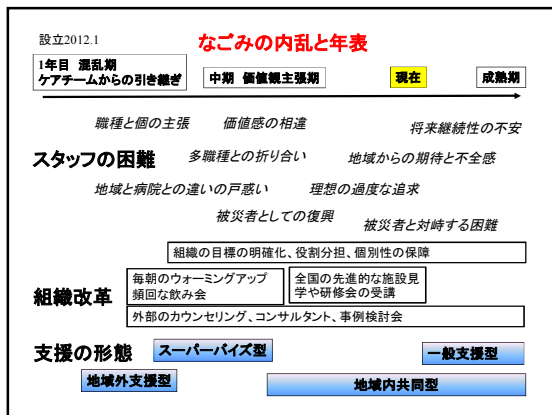 設立2012.1
なごみの内乱と年表
1年目 混乱期
ケアチームからの引き継ぎ
中期 価値観主張期
現在
成熟期
職種と個の主張
価値感の相違
将来継続性の不安
スタッフの困難
多職種との折り合い
地域からの期待と不全感
地域と病院との違いの戸惑い
理想の過度な追求
被災者としての復興
被災者と対峙する困難
組織の目標の明確化、役割分担、個別性の保障
組織改革
毎朝のウォーミングアップ
頻回な飲み会
全国の先進的な施設見
学や研修会の受講
外部のカウンセリング、コンサルタント、事例検討会
支援の形態
スーパーバイズ型
一般支援型
地域外支援型
地域内共同型